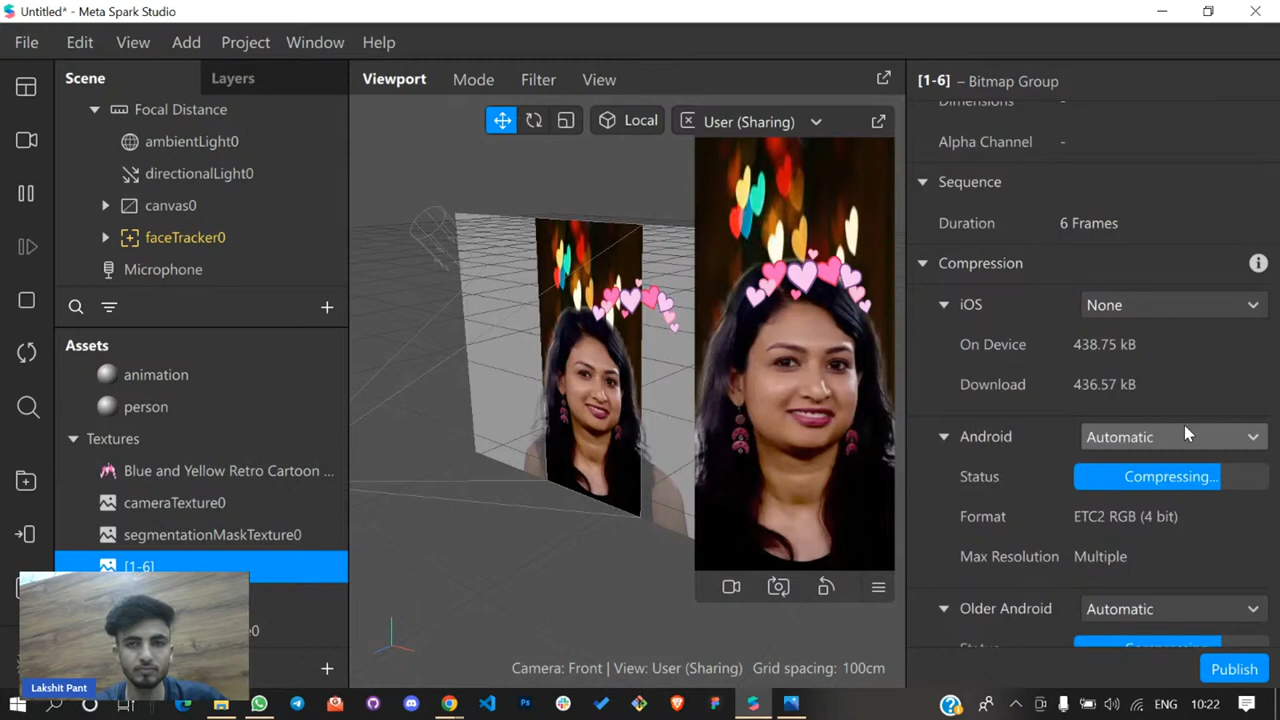 Untitled* - Meta Spark Studio
File Edit View Add Project Window Help
Scene Layers
Focal Distance
ambientLight0
directionalLight0
canvas0
faceTracker0
Microphone
Assets
animation
person
Textures
Blue and Yellow Retro Cartoon ...
cameraTexture0
segmentationMaskTexture0
[1-6]
Lakshit Pant
Viewport Mode Filter View
Local
User (Sharing)
Camera: Front | View: User (Sharing) Grid spacing: 100cm
[1-6] – Bitmap Group
Dimensions -
Alpha Channel -
Sequence
Duration 6 Frames
Compression
iOS None
On Device 438.75 kB
Download 436.57 kB
Android Automatic
Status Compressing...
Format ETC2 RGB (4 bit)
Max Resolution Multiple
Older Android Automatic
Status Compressing...
Publish
ENG 10:22